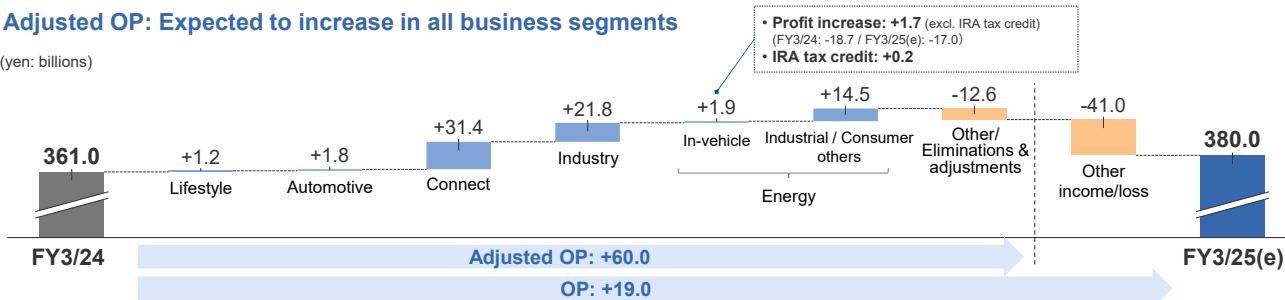 Adjusted OP: Expected to increase in all business segments
(yen: billions)
• Profit increase: +1.7 (excl. IRA tax credit)
(FY3/24: -18.7 / FY3/25(e): -17.0)
• IRA tax credit: +0.2
361.0
+1.2
Lifestyle
+1.8
Automotive
+31.4
Connect
+21.8
Industry
+1.9
In-vehicle
+14.5
Industrial / Consumer
others
Energy
-12.6
Other/
Eliminations &
adjustments
-41.0
Other
income/loss
380.0
FY3/24
FY3/25(e)
Adjusted OP: +60.0
OP: +19.0